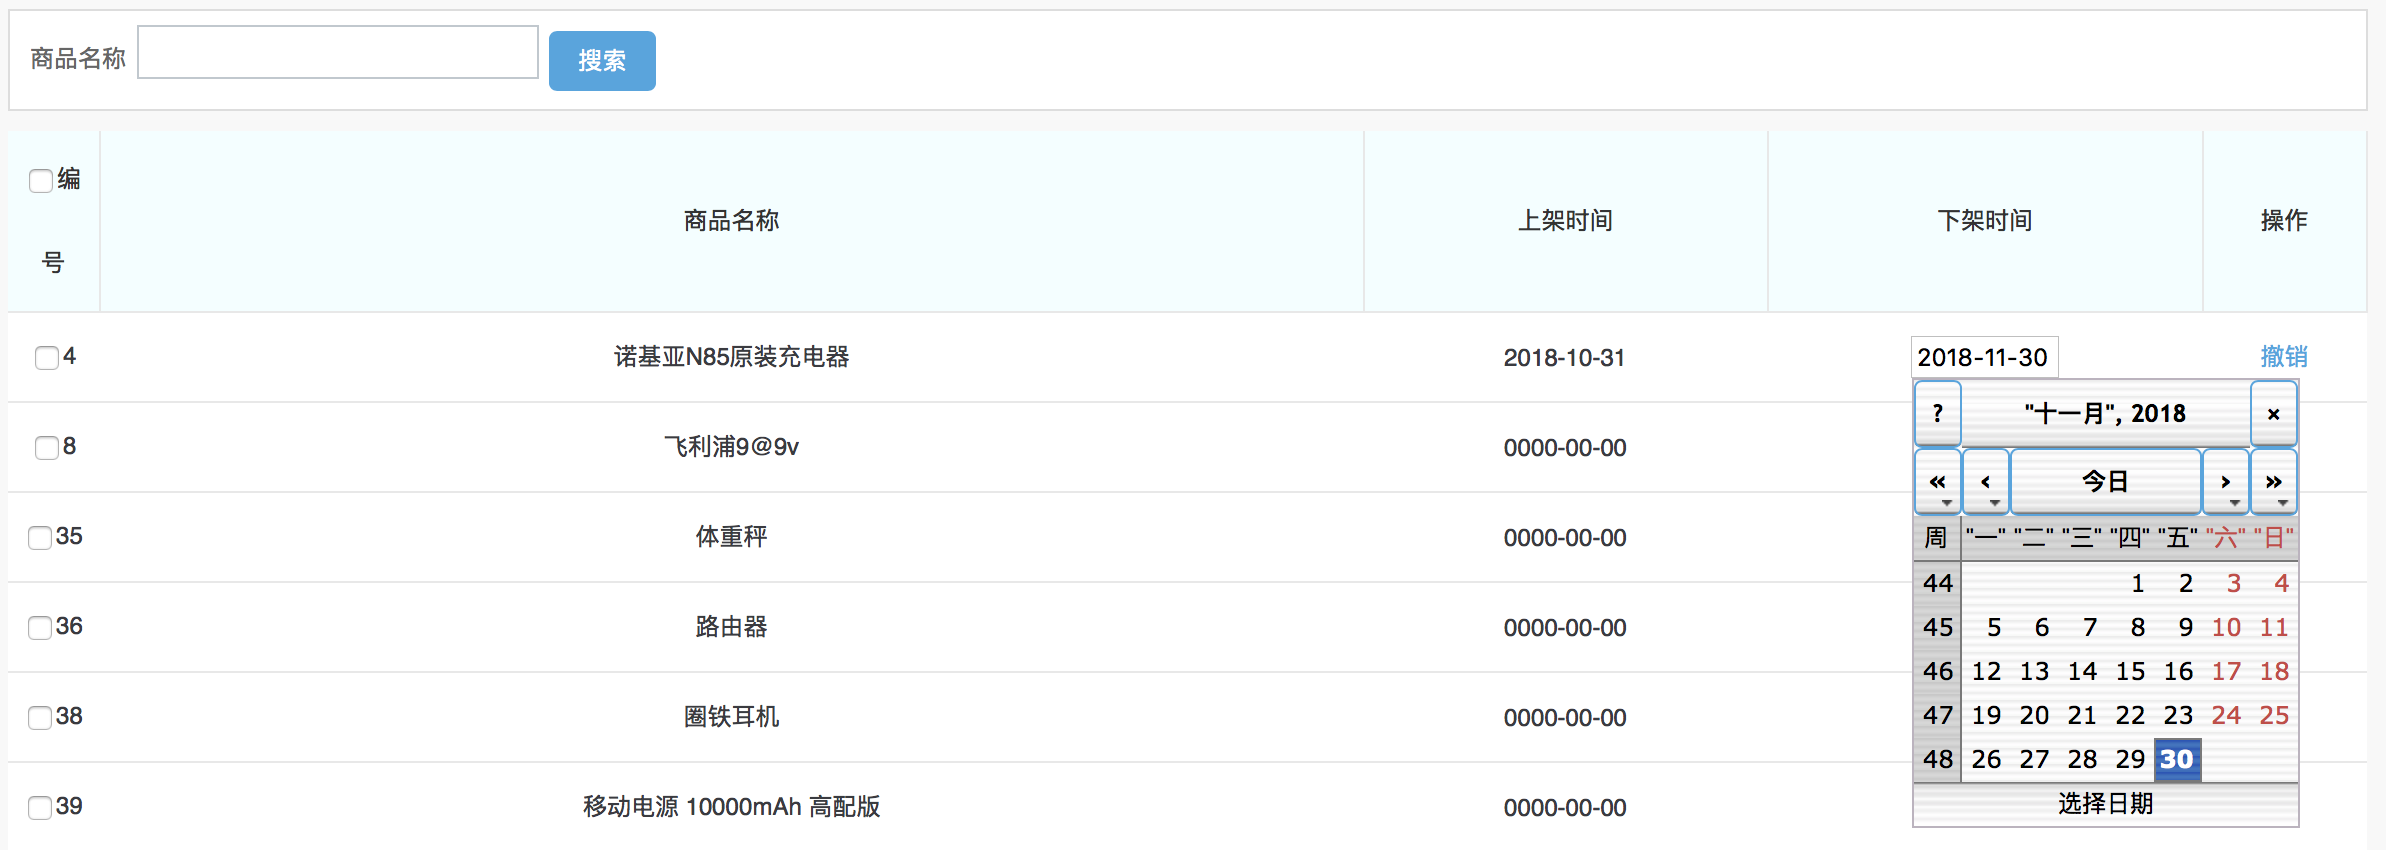 商品名称 搜索
编号 商品名称 上架时间 下架时间 操作
4 诺基亚N85原装充电器 2018-10-31 2018-11-30 撤销
8 飞利浦9@9v 0000-00-00
35 体重秤 0000-00-00
36 路由器 0000-00-00
38 圈铁耳机 0000-00-00
39 移动电源 10000mAh 高配版 0000-00-00
? "十一月", 2018 ×
« ‹ 今日 › »
周 "一" "二" "三" "四" "五" "六" "日"
44 1 2 3 4
45 5 6 7 8 9 10 11
46 12 13 14 15 16 17 18
47 19 20 21 22 23 24 25
48 26 27 28 29 30
选择日期